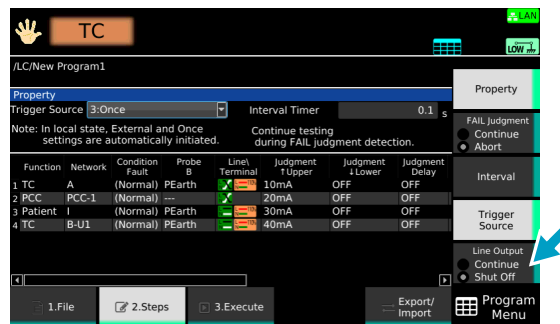 LAN
TC
LOW
/LC/New Program1
Property
Property
Trigger Source 3:Once Interval Timer 0.1 s
Note: In local state, External and Once
settings are automatically initiated.
Continue testing
during FAIL judgment detection.
FAIL Judgment
Continue
Abort
Function Network Condition Fault Probe B Line\ Terminal Judgment ↑Upper Judgment ↓Lower Judgment Delay
1 TC A (Normal) PEarth 10mA OFF OFF
2 PCC PCC-1 (Normal) --- 20mA OFF OFF
3 Patient I (Normal) PEarth 30mA OFF OFF
4 TC B-U1 (Normal) PEarth 40mA OFF OFF
Interval
Trigger
Source
Line Output
Continue
Shut Off
1.File
2.Steps
3.Execute
Export/
Import
Program
Menu